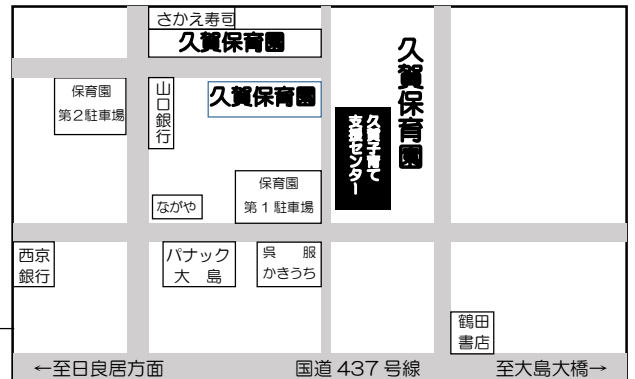 さかえ寿司
久賀保育園
久賀保育園
保育園
第2駐車場
山口銀行
久賀保育園
久賀子育て
支援センター
保育園
第1駐車場
ながや
西京
銀行
パナック
大島
呉服
かきうち
鶴田
書店
←至日良居方面
国道437号線
至大島大橋→